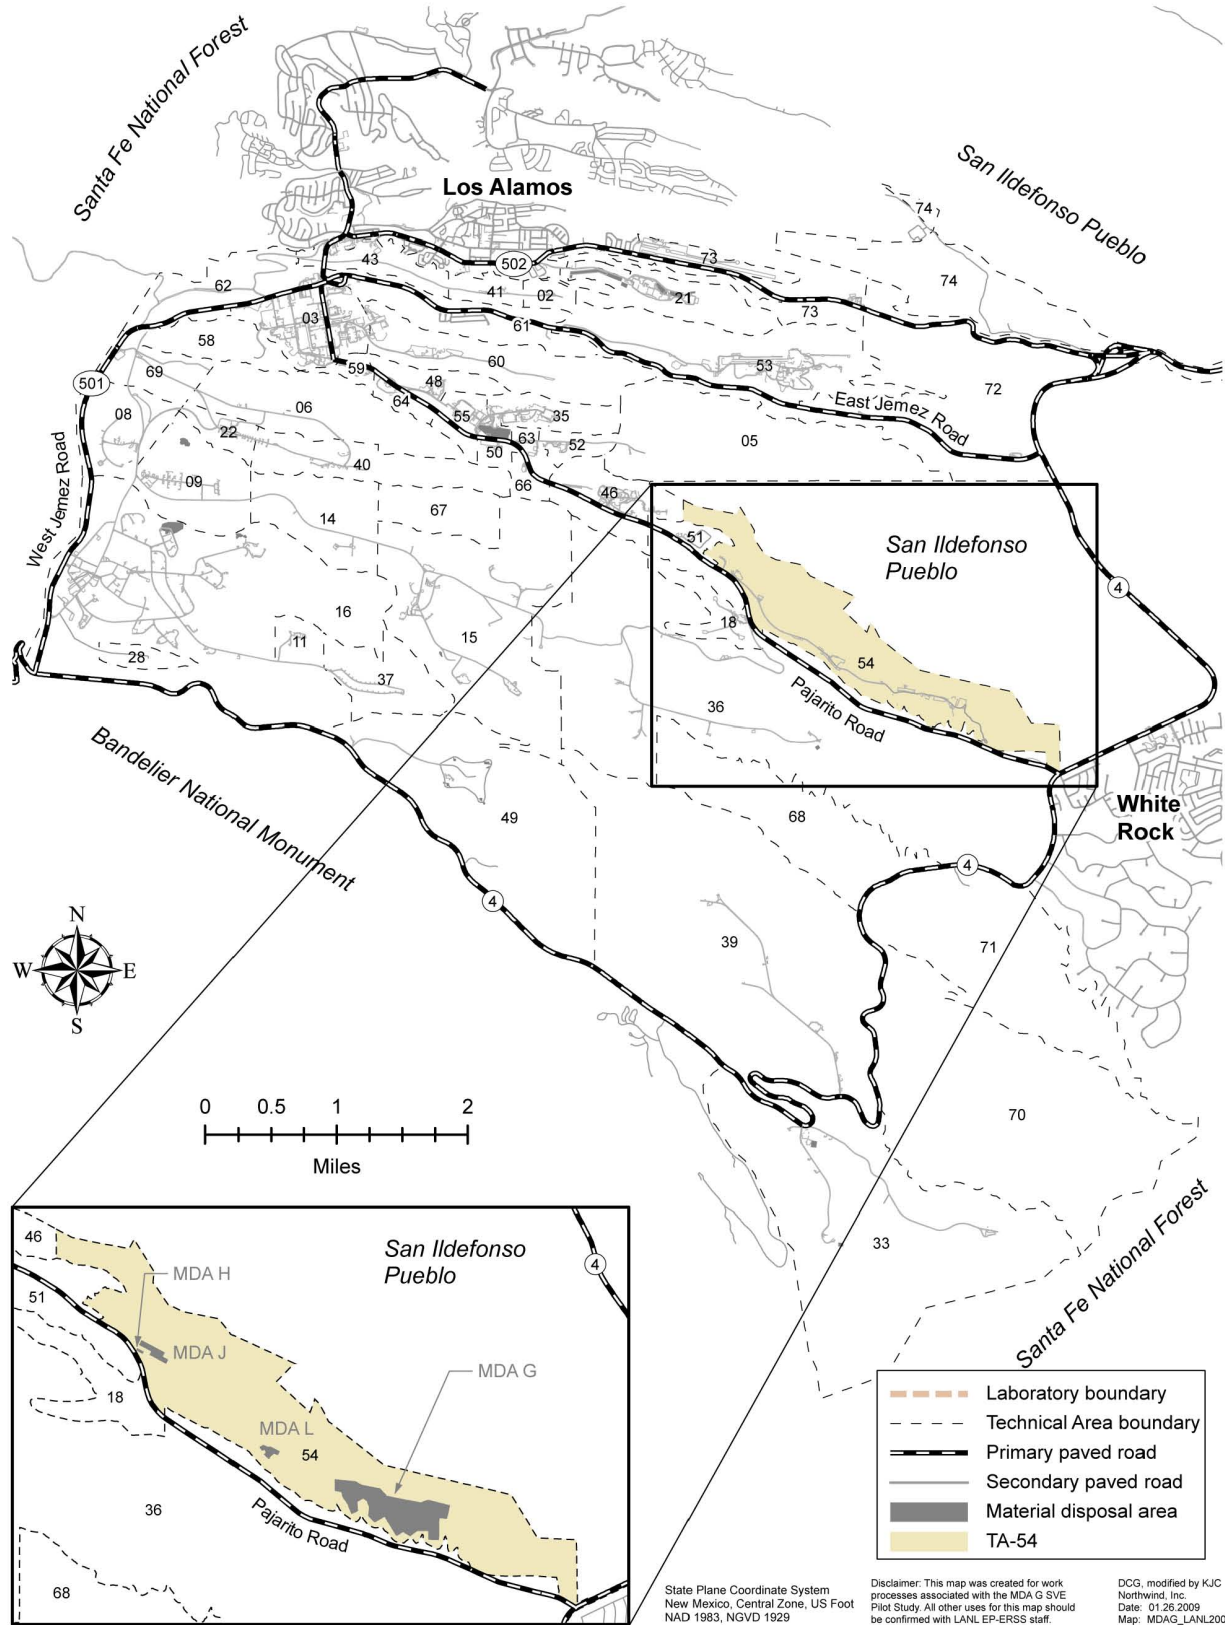 Santa Fe National Forest
Los Alamos
San Ildefonso Pueblo
74
74
43
502
73
62
41
02
21
73
03
61
58
60
53
59
69
48
72
501
64
East Jemez Road
08
06
55
35
22
63
52
05
50
40
West Jemez Road
09
66
46
14
67
51
San Ildefonso
Pueblo
4
16
18
11
15
28
54
37
36
Pajarito Road
Bandelier National Monument
White
Rock
49
68
4
4
N
W
E
S
39
71
0
0.5
1
2
Miles
70
33
Santa Fe National Forest
46
San Ildefonso
Pueblo
4
MDA H
51
MDA J
MDA G
18
MDA L
54
36
Pajarito Road
68
Laboratory boundary
Technical Area boundary
Primary paved road
Secondary paved road
Material disposal area
TA-54
State Plane Coordinate System
New Mexico, Central Zone, US Foot
NAD 1983, NGVD 1929
Disclaimer: This map was created for work
processes associated with the MDA G SVE
Pilot Study. All other uses for this map should
be confirmed with LANL EP-ERSS staff.
DCG, modified by KJC
Northwind, Inc.
Date: 01.26.2009
Map: MDAG_LANL200